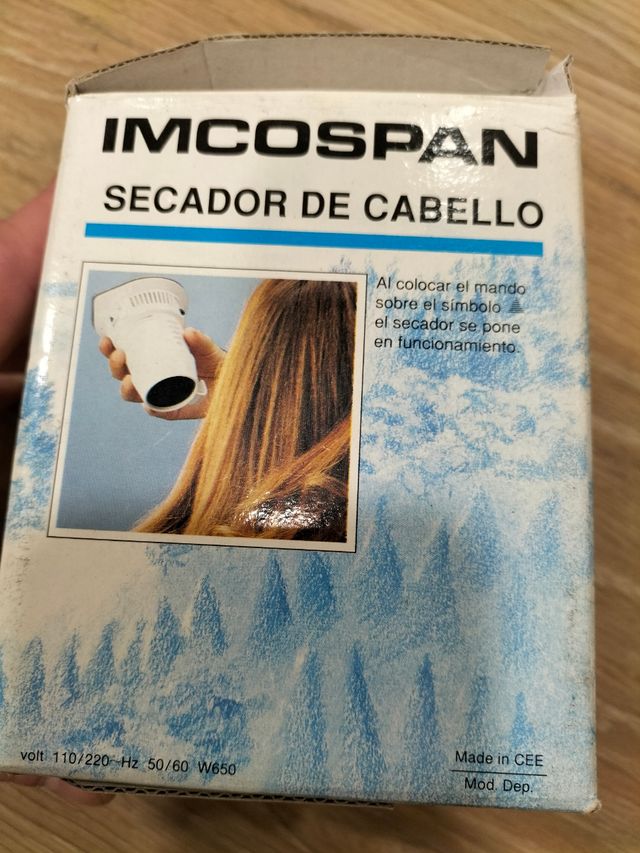 IMCOSPAN
SECADOR DE CABELLO
Al colocar el mando
sobre el símbolo
el secador se pone
en funcionamiento.
volt 110/220~Hz 50/60 W650
Made in CEE
Mod. Dep.